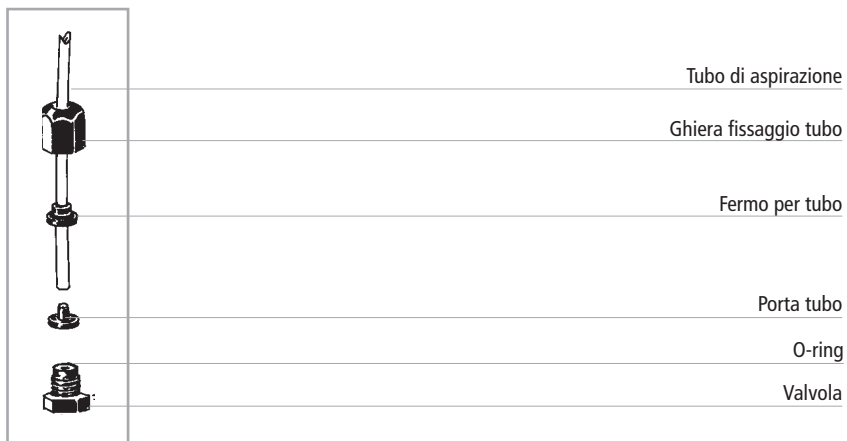 Tubo di aspirazione
Ghiera fissaggio tubo
Fermo per tubo
Porta tubo
O-ring
Valvola